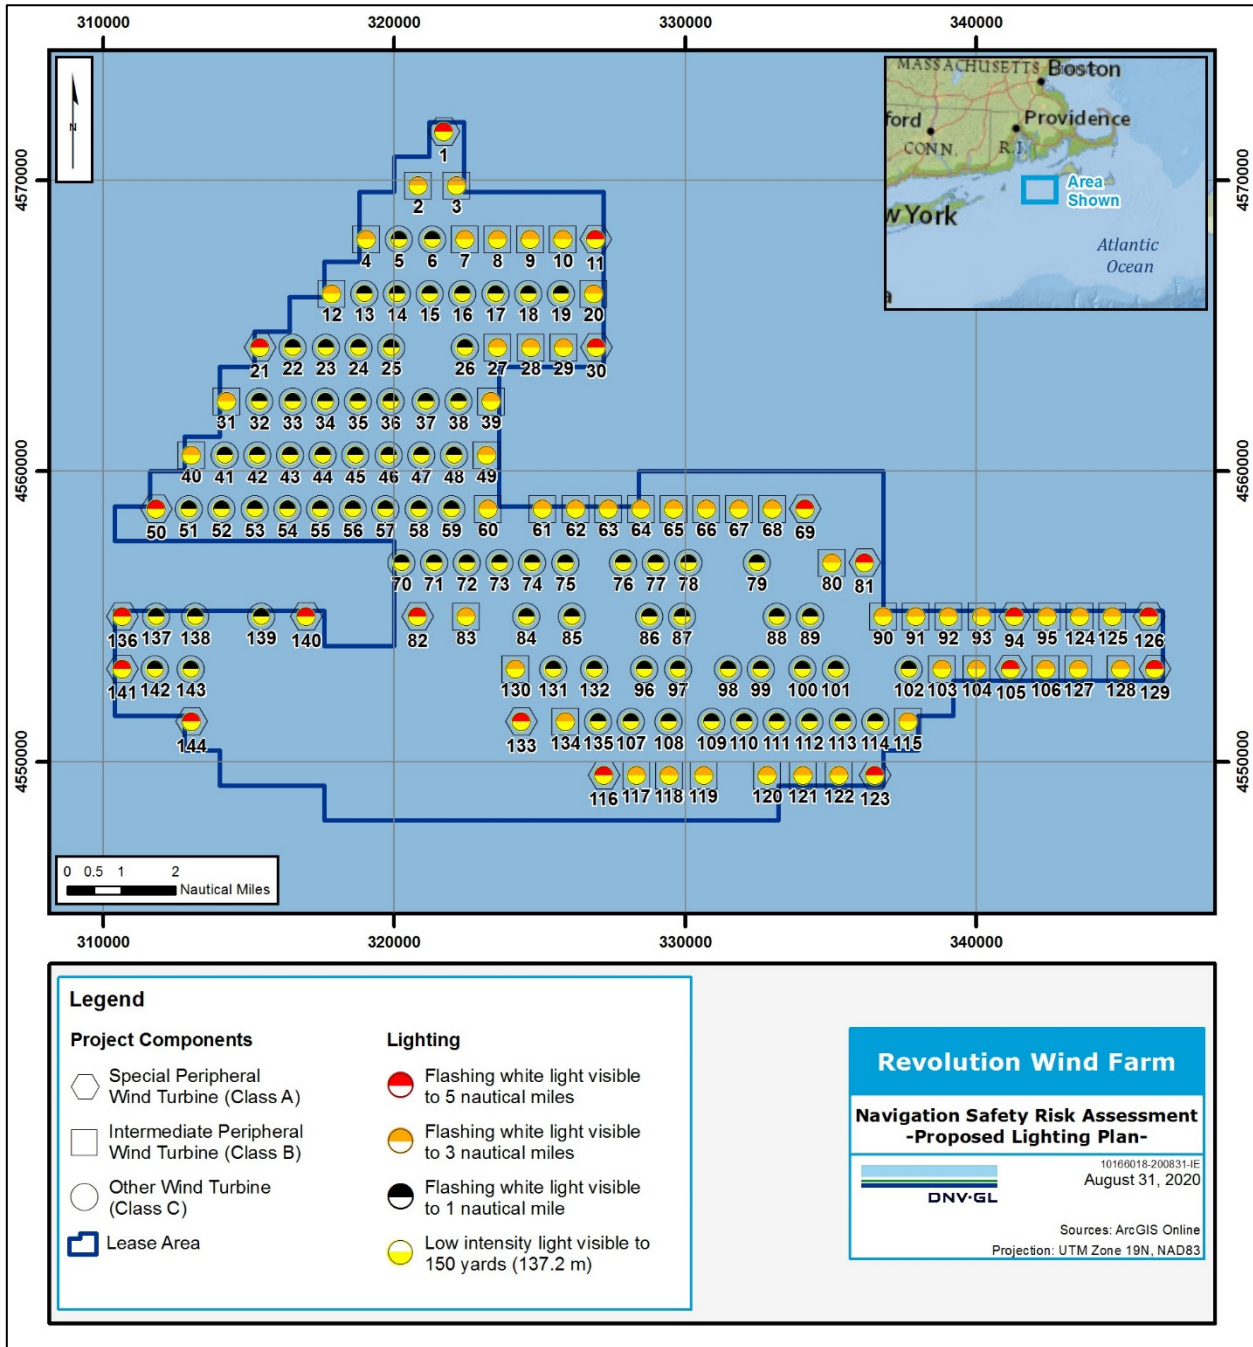 310000 320000 330000 340000
4570000 4570000
4560000 4560000
4550000 4550000
N
MASSACHUSETTS Boston
ford Providence
CONN. R.I.
Area
Shown
w York
Atlantic
Ocean
a
1
2 3
4 5 6 7 8 9 10 11
12 13 14 15 16 17 18 19 20
21 22 23 24 25 26 27 28 29 30
31 32 33 34 35 36 37 38 39
40 41 42 43 44 45 46 47 48 49
50 51 52 53 54 55 56 57 58 59 60 61 62 63 64 65 66 67 68 69
70 71 72 73 74 75 76 77 78 79 80 81
136 137 138 139 140 82 83 84 85 86 87 88 89 90 91 92 93 94 95 124 125 126
141 142 143 130 131 132 96 97 98 99 100 101 102 103 104 105 106 127 128 129
144 133 134 135 107 108 109 110 111 112 113 114 115
116 117 118 119 120 121 122 123
0 0.5 1 2
Nautical Miles
310000 320000 330000 340000
Legend
Project Components
Special Peripheral
Wind Turbine (Class A)
Intermediate Peripheral
Wind Turbine (Class B)
Other Wind Turbine
(Class C)
Lease Area
Lighting
Flashing white light visible
to 5 nautical miles
Flashing white light visible
to 3 nautical miles
Flashing white light visible
to 1 nautical mile
Low intensity light visible to
150 yards (137.2 m)
Revolution Wind Farm
Navigation Safety Risk Assessment
-Proposed Lighting Plan-
10166018-200831-IE
August 31, 2020
DNV·GL
Sources: ArcGIS Online
Projection: UTM Zone 19N, NAD83